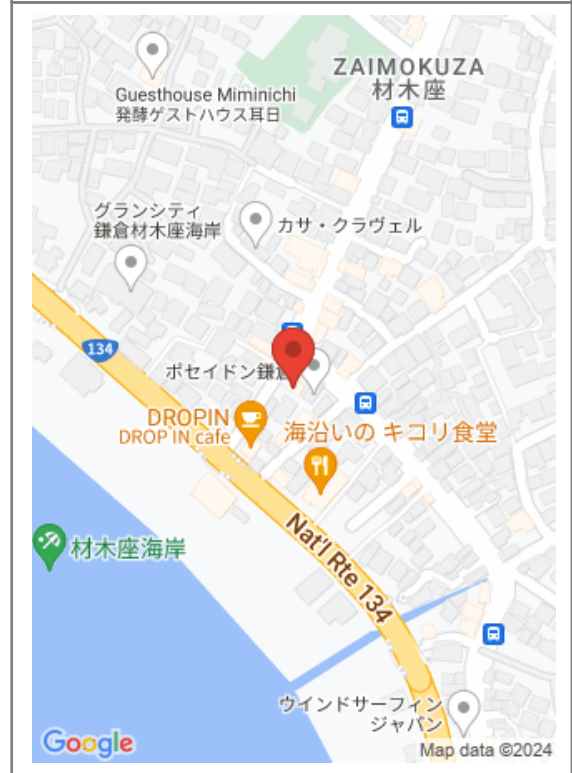 ZAIMOKUZA
材木座
Guesthouse Miminichi
発酵ゲストハウス耳日
グランシティ
鎌倉材木座海岸
カサ・クラヴェル
134
ポセイドン鎌倉
DROPIN
DROP IN cafe
海沿いの キコリ食堂
Nat'l Rte 134
材木座海岸
ウインドサーフィン
ジャパン
Google
Map data ©2024